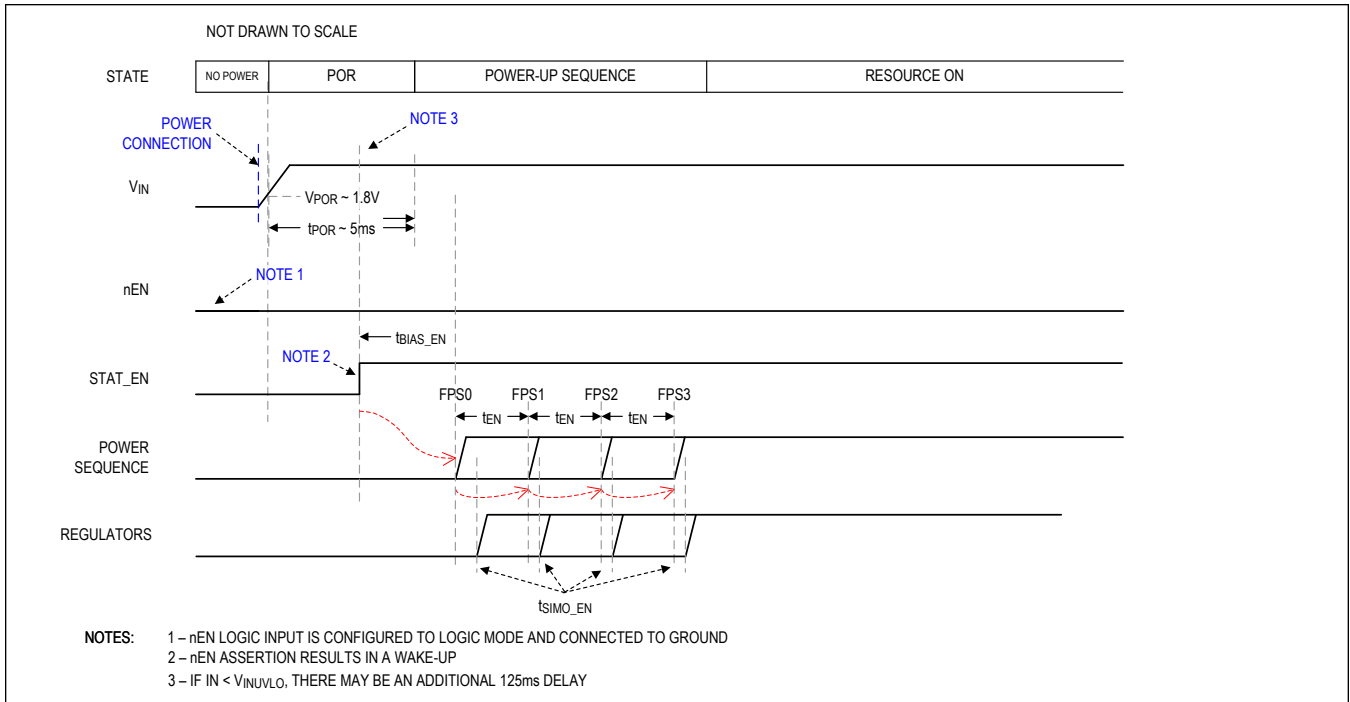 NOT DRAWN TO SCALE
STATE
NO POWER
POR
POWER-UP SEQUENCE
RESOURCE ON
POWER
CONNECTION
NOTE 3
VIN
VPOR ~ 1.8V
tPOR ~ 5ms
NOTE 1
nEN
tBIAS_EN
NOTE 2
STAT_EN
FPS0 FPS1 FPS2 FPS3
tEN tEN tEN
POWER
SEQUENCE
REGULATORS
tSIMO_EN
NOTES: 1 – nEN LOGIC INPUT IS CONFIGURED TO LOGIC MODE AND CONNECTED TO GROUND
2 – nEN ASSERTION RESULTS IN A WAKE-UP
3 – IF IN < VINUVLO, THERE MAY BE AN ADDITIONAL 125ms DELAY